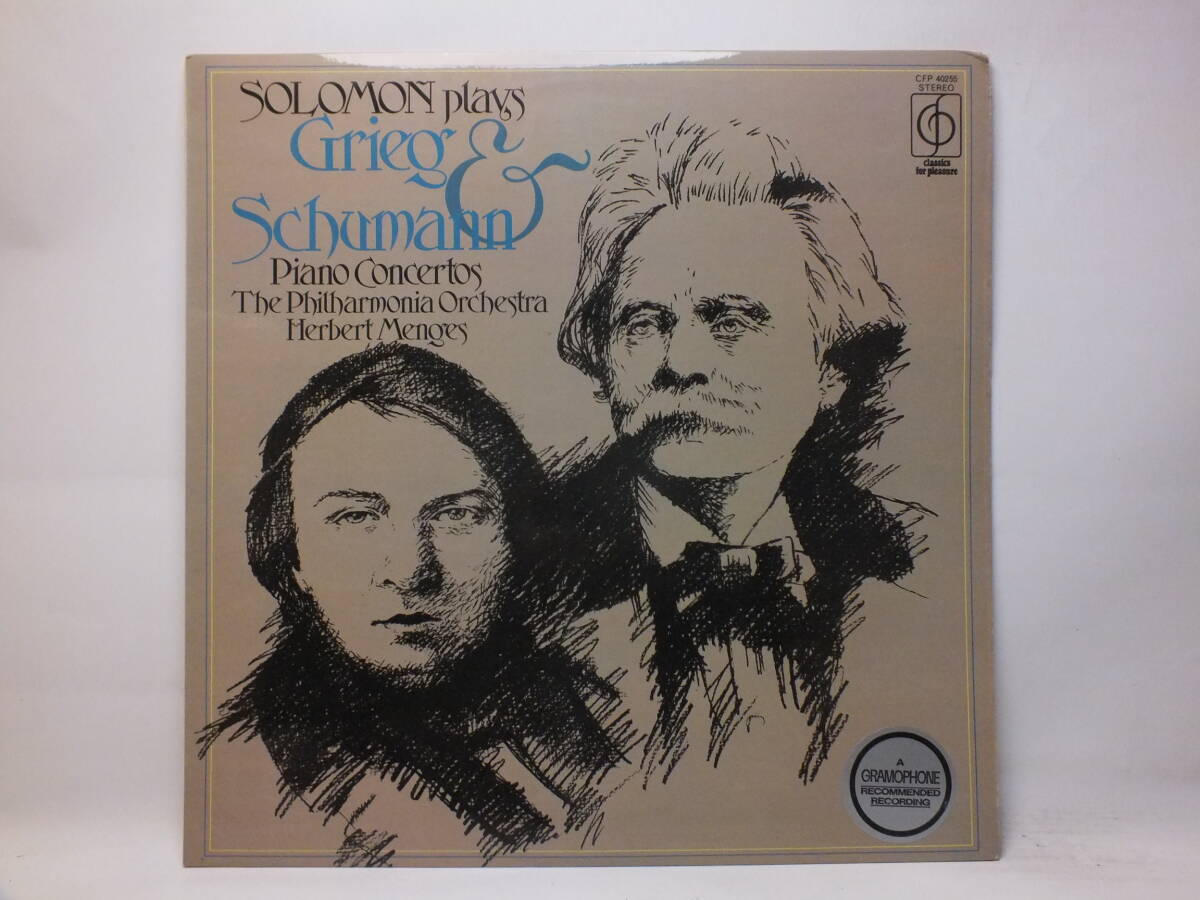 SOLOMON plays
Grieg &
Schumann
Piano Concertos
The Philharmonia Orchestra
Herbert Menges
CFP 40255
STEREO
classics
for pleasure
A
GRAMOPHONE
RECOMMENDED
RECORDING